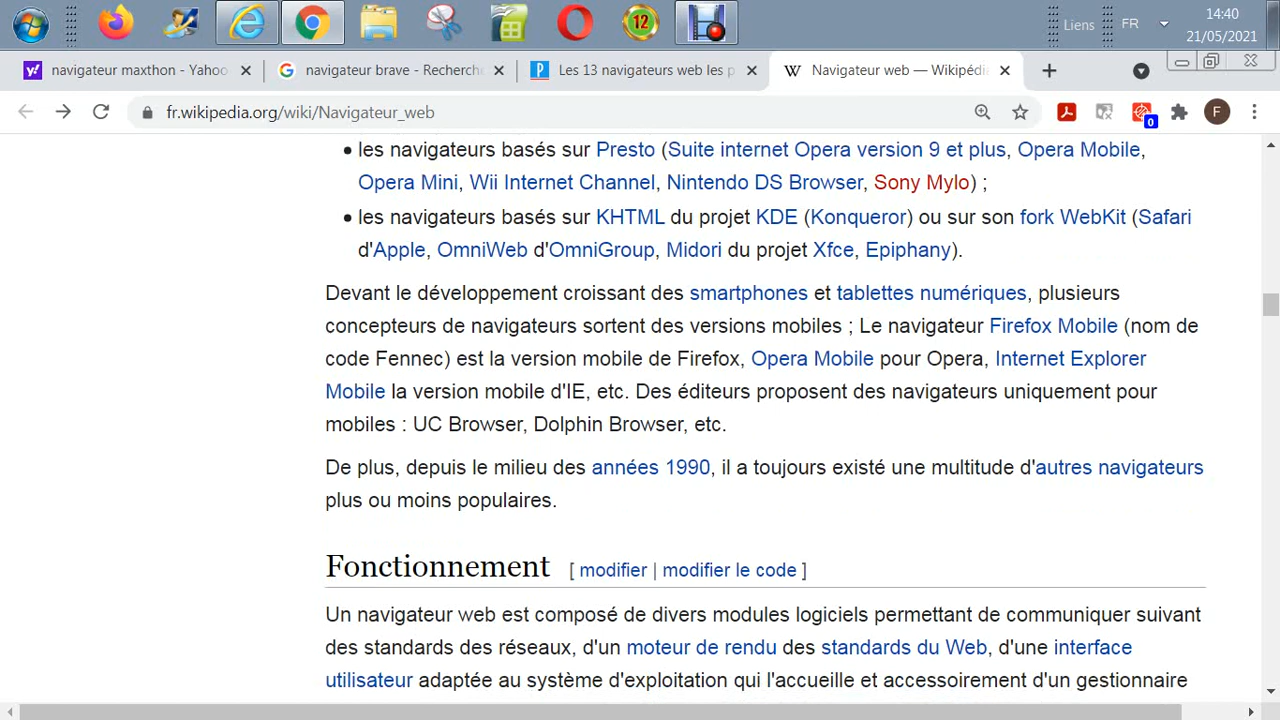 12
Liens
FR
14:40
21/05/2021
navigateur maxthon - Yahoo
navigateur brave - Recherche
Les 13 navigateurs web les p
Navigateur web — Wikipédi
fr.wikipedia.org/wiki/Navigateur_web
0
F
• les navigateurs basés sur Presto (Suite internet Opera version 9 et plus, Opera Mobile,
Opera Mini, Wii Internet Channel, Nintendo DS Browser, Sony Mylo) ;
• les navigateurs basés sur KHTML du projet KDE (Konqueror) ou sur son fork WebKit (Safari
d'Apple, OmniWeb d'OmniGroup, Midori du projet Xfce, Epiphany).
Devant le développement croissant des smartphones et tablettes numériques, plusieurs
concepteurs de navigateurs sortent des versions mobiles ; Le navigateur Firefox Mobile (nom de
code Fennec) est la version mobile de Firefox, Opera Mobile pour Opera, Internet Explorer
Mobile la version mobile d'IE, etc. Des éditeurs proposent des navigateurs uniquement pour
mobiles : UC Browser, Dolphin Browser, etc.
De plus, depuis le milieu des années 1990, il a toujours existé une multitude d'autres navigateurs
plus ou moins populaires.
Fonctionnement [ modifier | modifier le code ]
Un navigateur web est composé de divers modules logiciels permettant de communiquer suivant
des standards des réseaux, d'un moteur de rendu des standards du Web, d'une interface
utilisateur adaptée au système d'exploitation qui l'accueille et accessoirement d'un gestionnaire